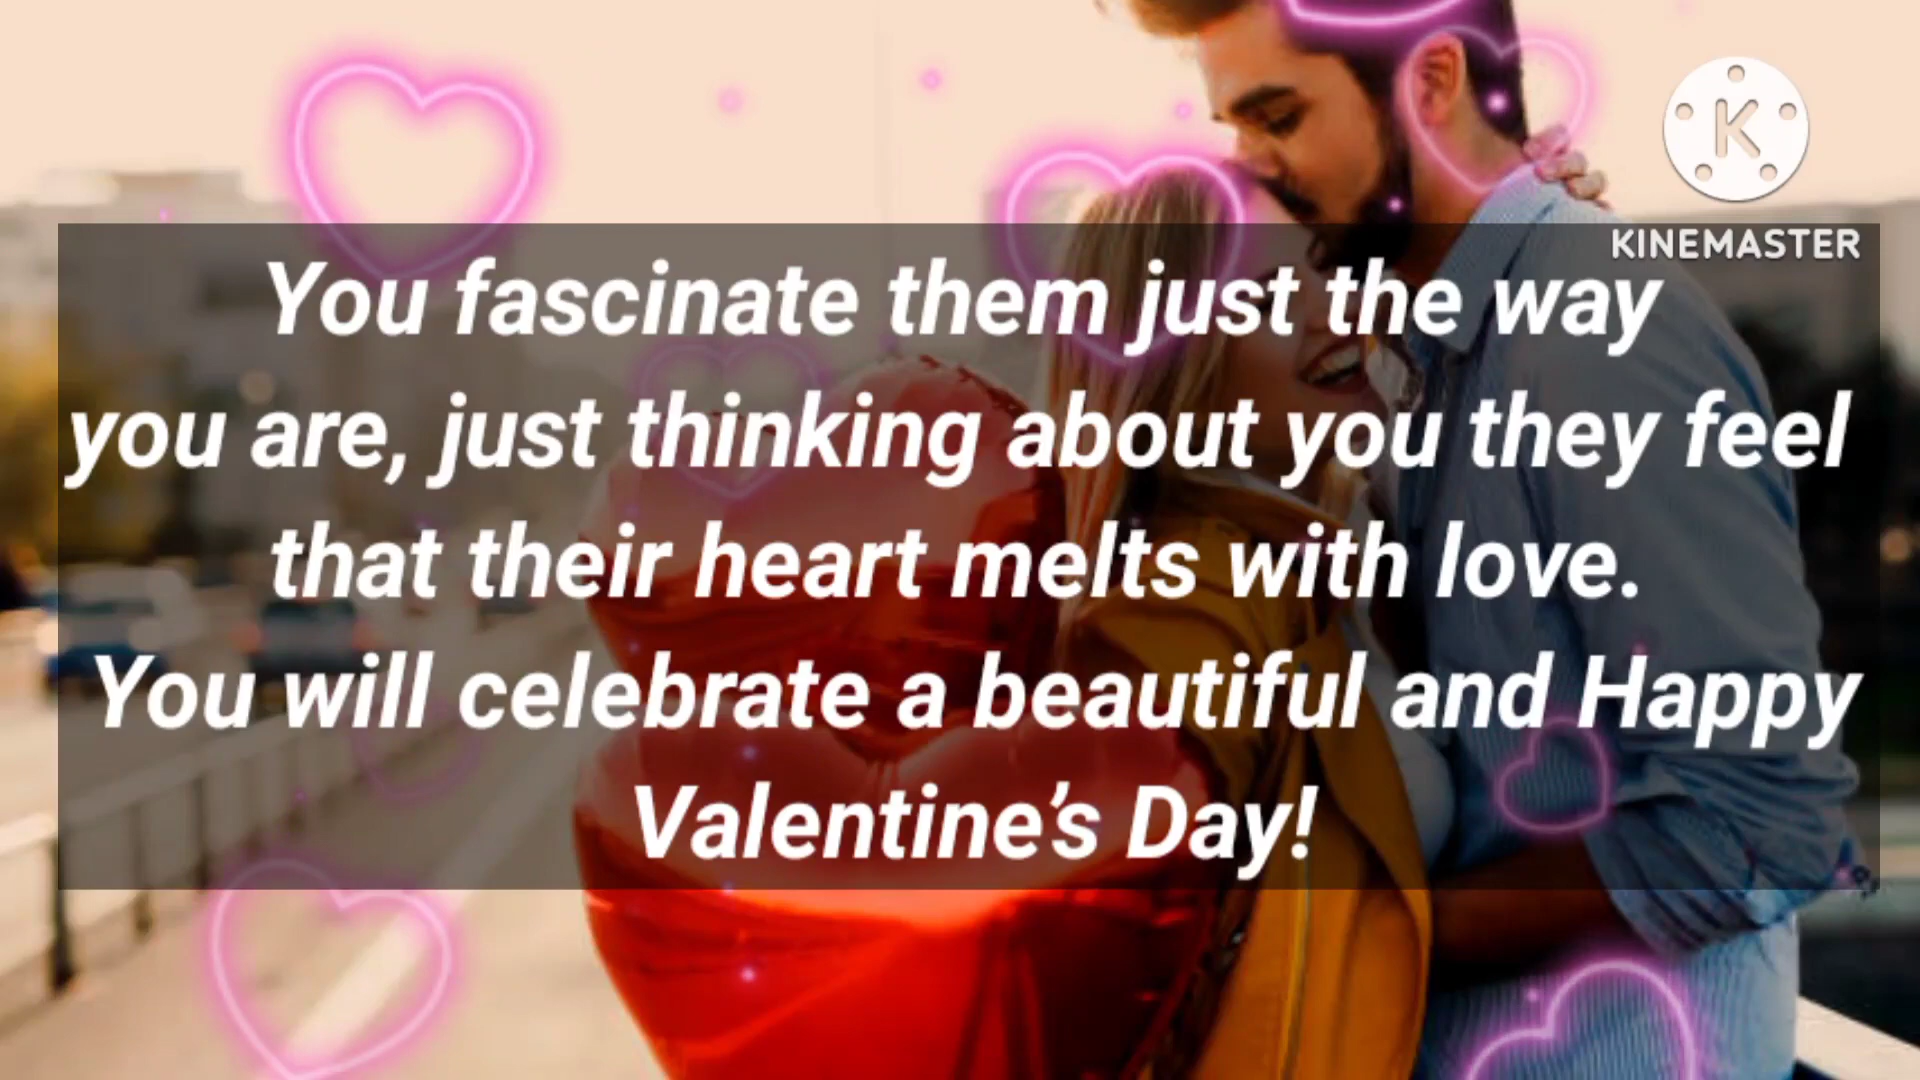 K
KINEMASTER
You fascinate them just the way
you are, just thinking about you they feel
that their heart melts with love.
You will celebrate a beautiful and Happy
Valentine’s Day!